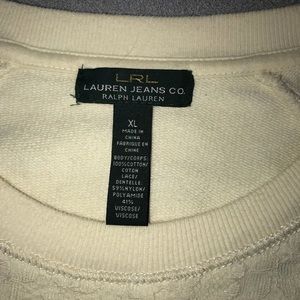 LRL
LAUREN JEANS CO.
RALPH LAUREN
XL
MADE IN
CHINA
FABRIQUE EN
CHINE
BODY/CORPS:
100%COTTON/
COTON
LACE/
DENTELLE:
59%NYLON/
POLYAMIDE
41%
VISCOSE/
VISCOSE